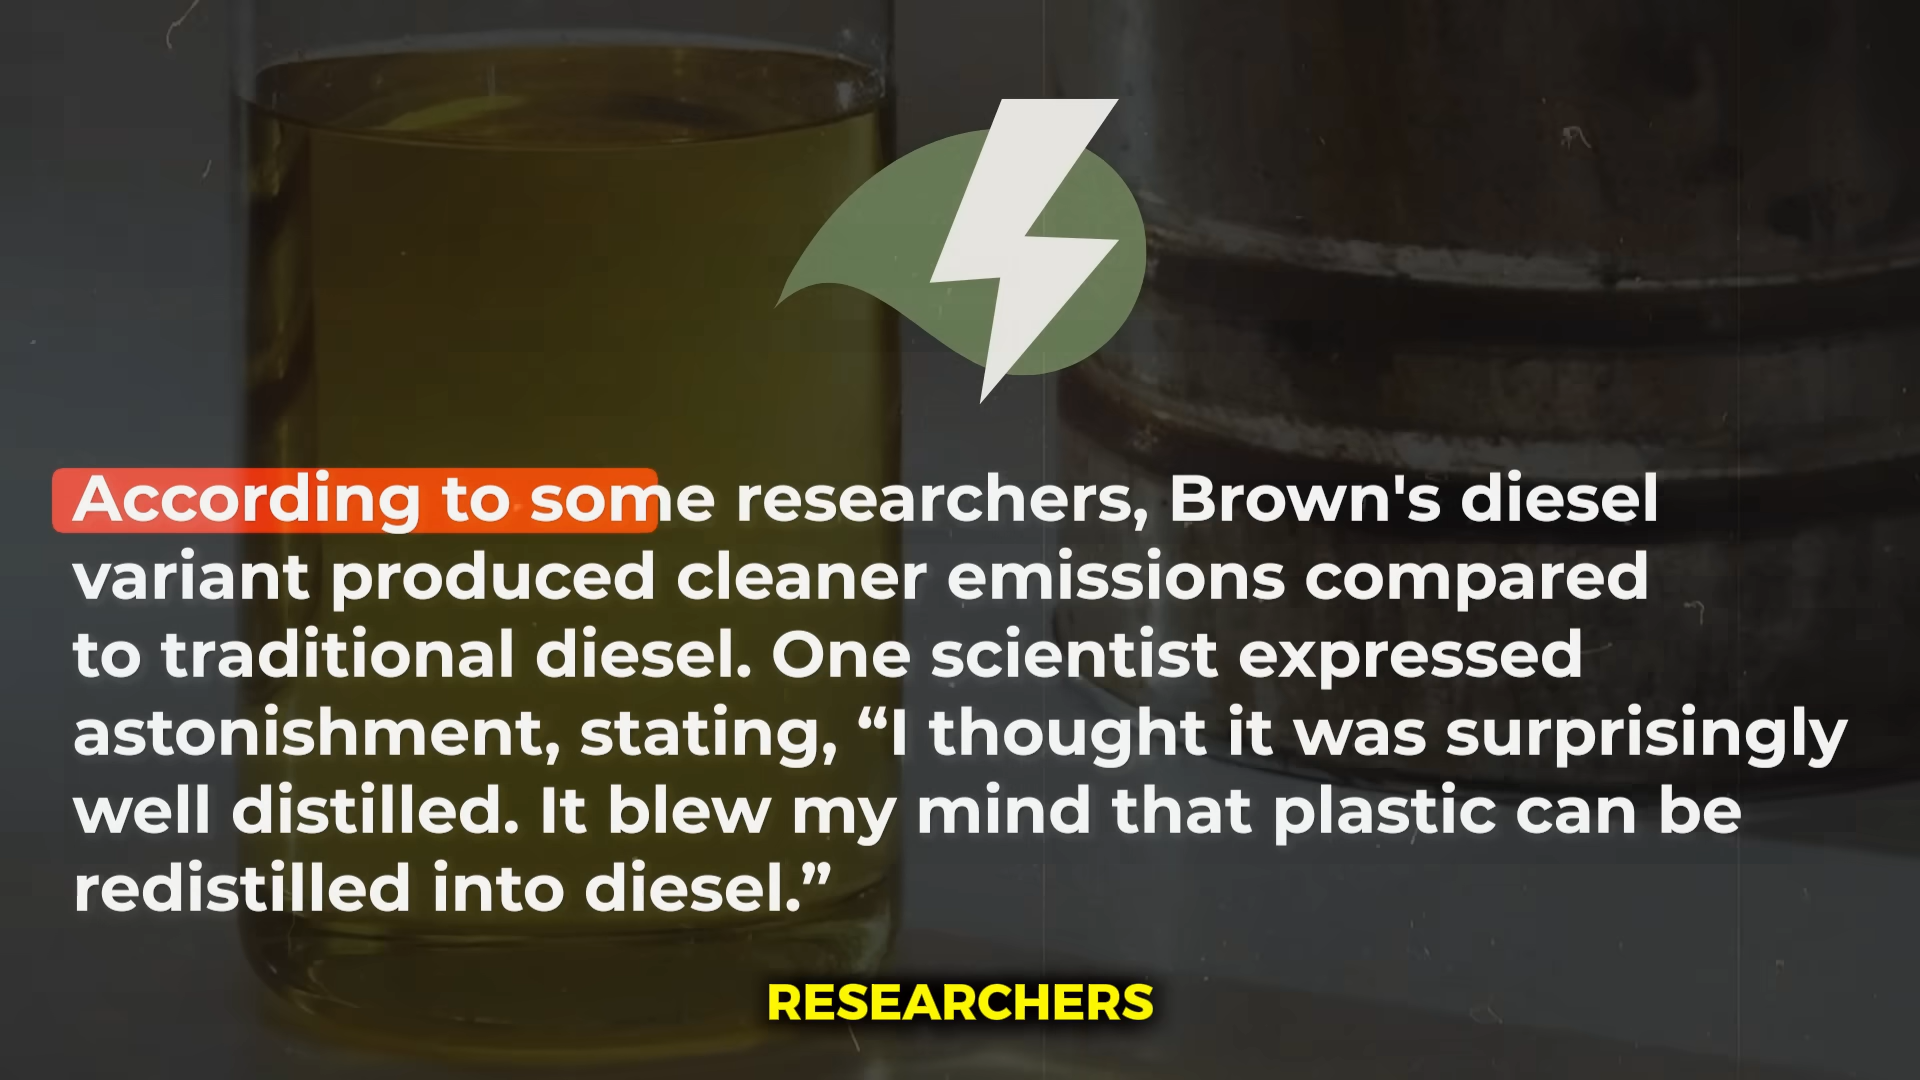 According to some researchers, Brown's diesel
variant produced cleaner emissions compared
to traditional diesel. One scientist expressed
astonishment, stating, “I thought it was surprisingly
well distilled. It blew my mind that plastic can be
redistilled into diesel.”
RESEARCHERS